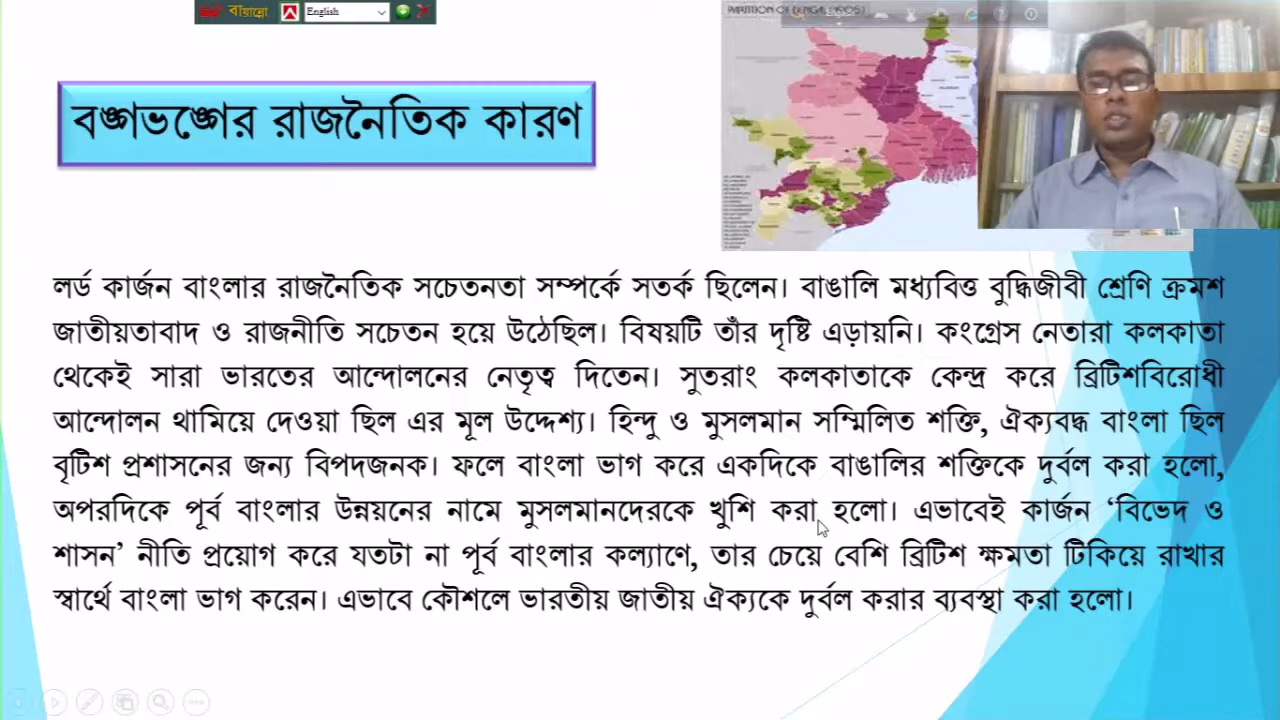 বায়ান্নো
English
PARTITION OF BENGAL (1905)
বঙ্গভঙ্গের রাজনৈতিক কারণ
লর্ড কার্জন বাংলার রাজনৈতিক সচেতনতা সম্পর্কে সতর্ক ছিলেন। বাঙালি মধ্যবিত্ত বুদ্ধিজীবী শ্রেণি ক্রমশ
জাতীয়তাবাদ ও রাজনীতি সচেতন হয়ে উঠেছিল। বিষয়টি তাঁর দৃষ্টি এড়ায়নি। কংগ্রেস নেতারা কলকাতা
থেকেই সারা ভারতের আন্দোলনের নেতৃত্ব দিতেন। সুতরাং কলকাতাকে কেন্দ্র করে ব্রিটিশবিরোধী
আন্দোলন থামিয়ে দেওয়া ছিল এর মূল উদ্দেশ্য। হিন্দু ও মুসলমান সম্মিলিত শক্তি, ঐক্যবদ্ধ বাংলা ছিল
বৃটিশ প্রশাসনের জন্য বিপদজনক। ফলে বাংলা ভাগ করে একদিকে বাঙালির শক্তিকে দুর্বল করা হলো,
অপরদিকে পূর্ব বাংলার উন্নয়নের নামে মুসলমানদেরকে খুশি করা হলো। এভাবেই কার্জন ‘বিভেদ ও
শাসন’ নীতি প্রয়োগ করে যতটা না পূর্ব বাংলার কল্যাণে, তার চেয়ে বেশি ব্রিটিশ ক্ষমতা টিকিয়ে রাখার
স্বার্থে বাংলা ভাগ করেন। এভাবে কৌশলে ভারতীয় জাতীয় ঐক্যকে দুর্বল করার ব্যবস্থা করা হলো।